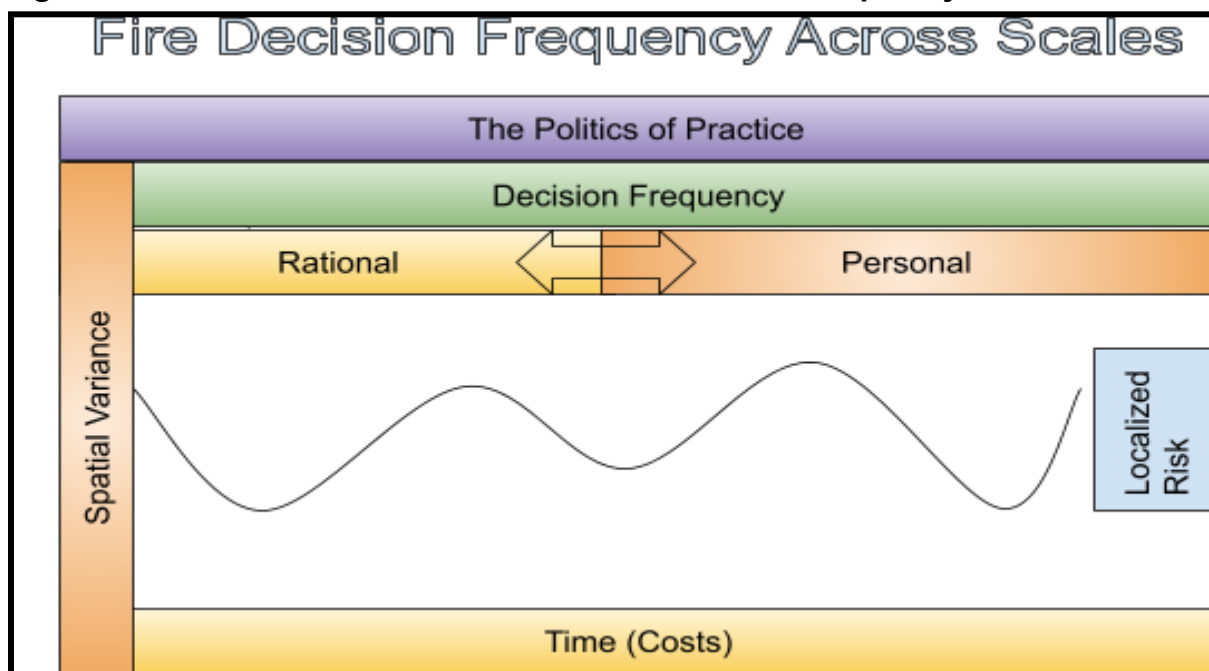 Fire Decision Frequency Across Scales
The Politics of Practice
Decision Frequency
Rational
Personal
Spatial Variance
Localized
Risk
Time (Costs)